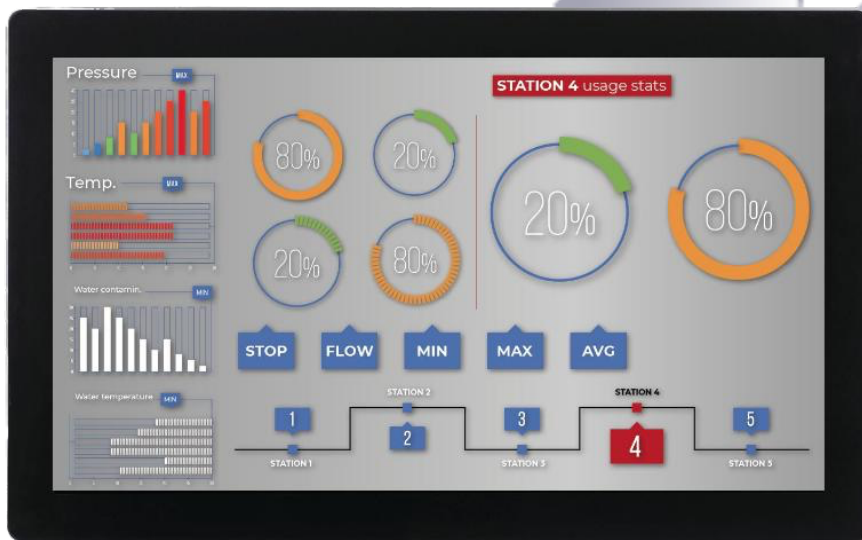 Pressure
MAX
STATION 4 usage stats
80%
20%
20%
80%
Temp.
MAX
20%
80%
Water contamin.
MIN
STOP
FLOW
MIN
MAX
AVG
Water temperature
MIN
STATION 2
STATION 4
1
2
3
4
5
STATION 1
STATION 3
STATION 5